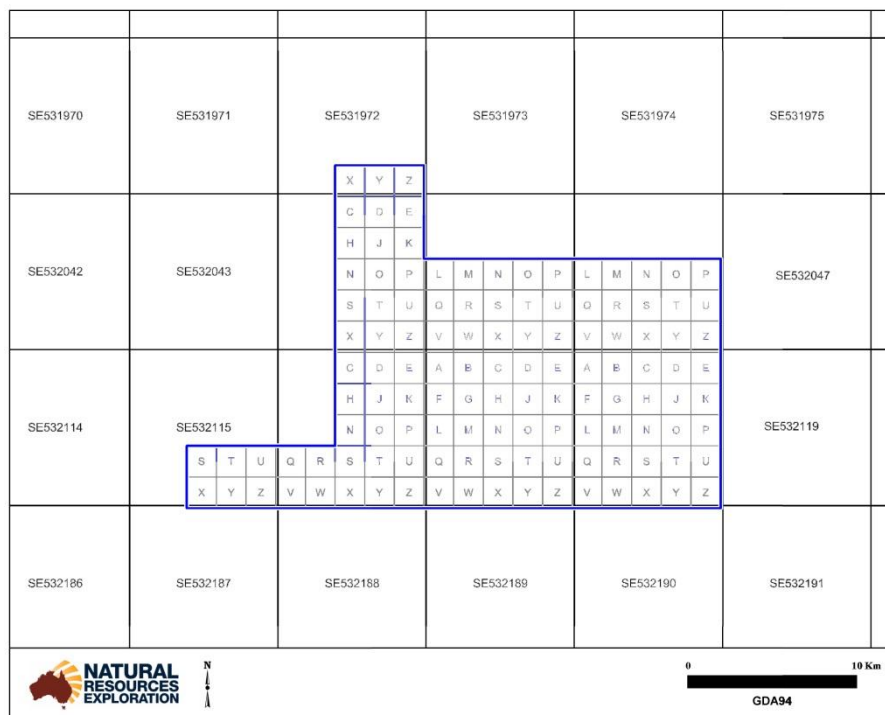 SE531970 SE531971 SE531972 SE531973 SE531974 SE531975
X Y Z
C D E
H J K
SE532042 SE532043 N O P L M N O P L M N O P SE532047
S T U Q R S T U Q R S T U
X Y Z V W X Y Z V W X Y Z
C D E A B C D E A B C D E
H J K F G H J K F G H J K
SE532114 SE532115 N O P L M N O P L M N O P SE532119
S T U Q R S T U Q R S T U Q R S T U
X Y Z V W X Y Z V W X Y Z V W X Y Z
SE532186 SE532187 SE532188 SE532189 SE532190 SE532191
NATURAL
RESOURCES
EXPLORATION
N
0 10 Km
GDA94